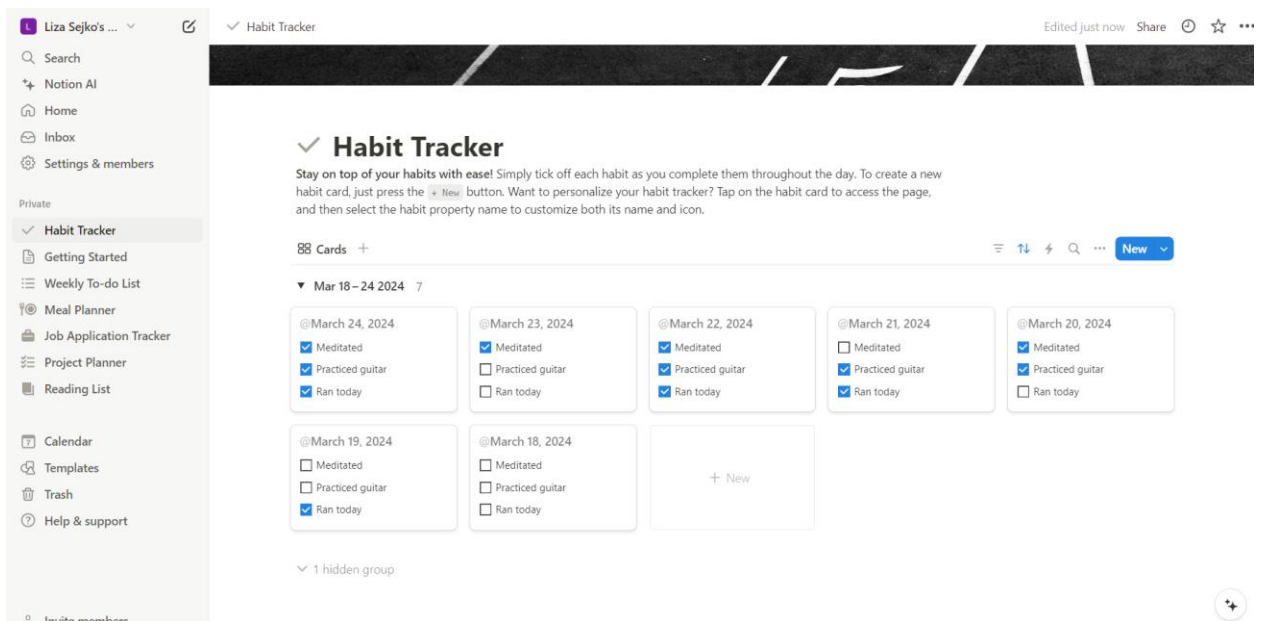 L Liza Sejko's ...
Search
Notion AI
Home
Inbox
Settings & members
Private
Habit Tracker
Getting Started
Weekly To-do List
Meal Planner
Job Application Tracker
Project Planner
Reading List
7 Calendar
Templates
Trash
Help & support
Invite members
Habit Tracker
Edited just now Share
Habit Tracker
Stay on top of your habits with ease! Simply tick off each habit as you complete them throughout the day. To create a new
habit card, just press the + New button. Want to personalize your habit tracker? Tap on the habit card to access the page,
and then select the habit property name to customize both its name and icon.
Cards
New
Mar 18 – 24 2024 7
@March 24, 2024
Meditated
Practiced guitar
Ran today
@March 23, 2024
Meditated
Practiced guitar
Ran today
@March 22, 2024
Meditated
Practiced guitar
Ran today
@March 21, 2024
Meditated
Practiced guitar
Ran today
@March 20, 2024
Meditated
Practiced guitar
Ran today
@March 19, 2024
Meditated
Practiced guitar
Ran today
@March 18, 2024
Meditated
Practiced guitar
Ran today
+ New
1 hidden group